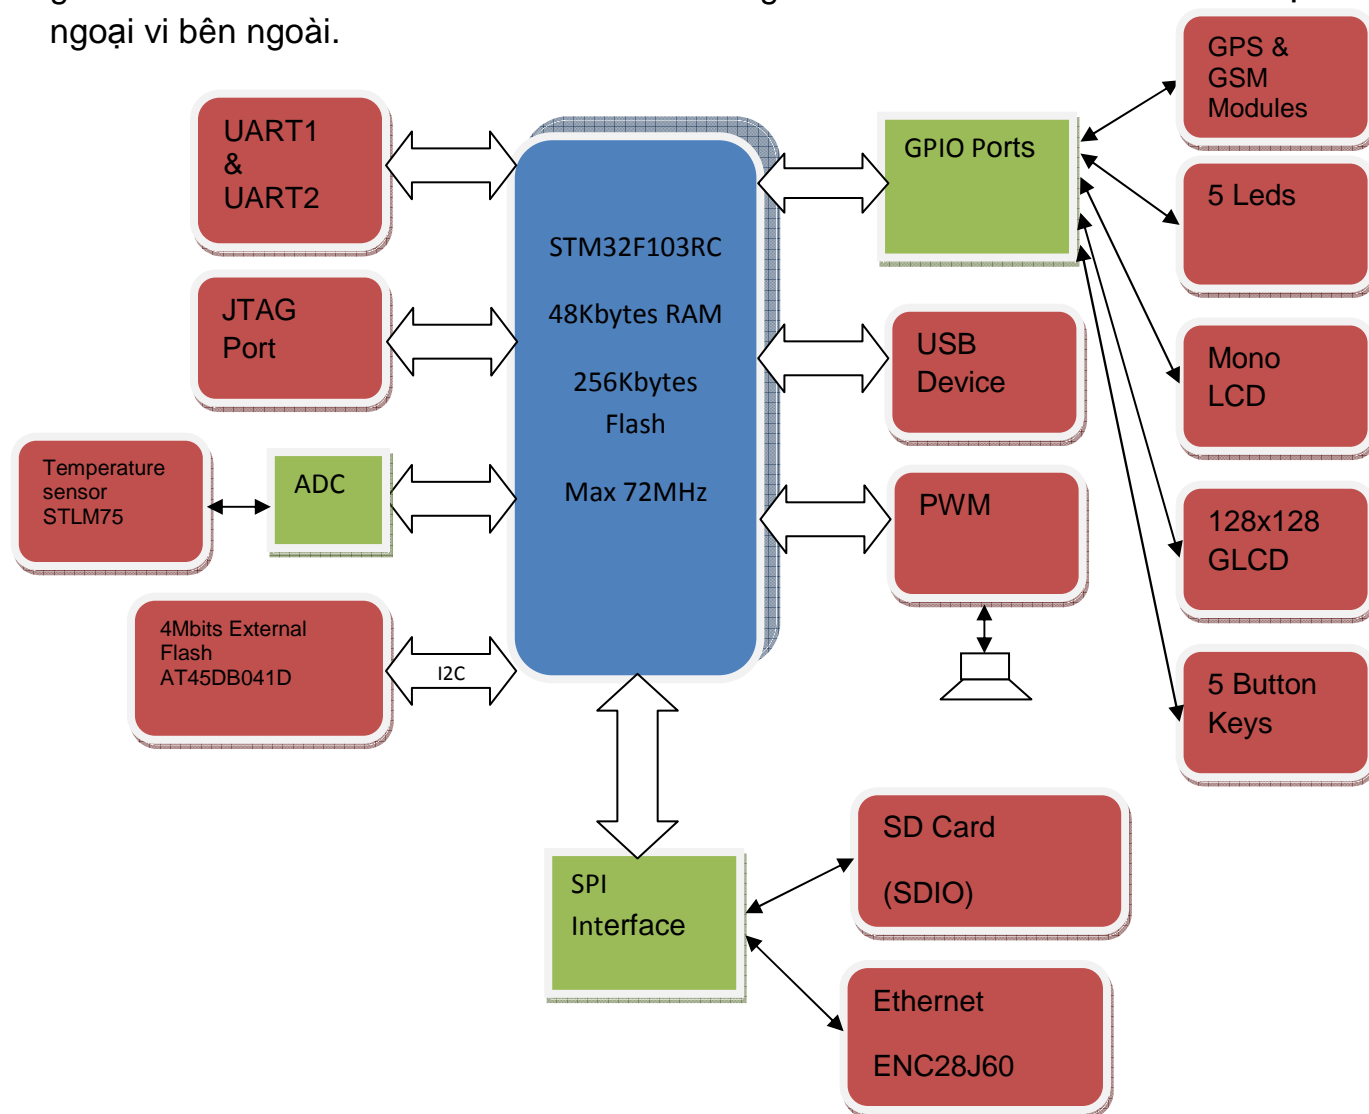 ngoại vi bên ngoài.
GPS &
GSM
Modules
UART1
&
UART2
GPIO Ports
5 Leds
STM32F103RC
48Kbytes RAM
256Kbytes
Flash
Max 72MHz
JTAG
Port
USB
Device
Mono
LCD
Temperature
sensor
STLM75
ADC
PWM
128x128
GLCD
4Mbits External
Flash
AT45DB041D
I2C
5 Button
Keys
SPI
Interface
SD Card
(SDIO)
Ethernet
ENC28J60